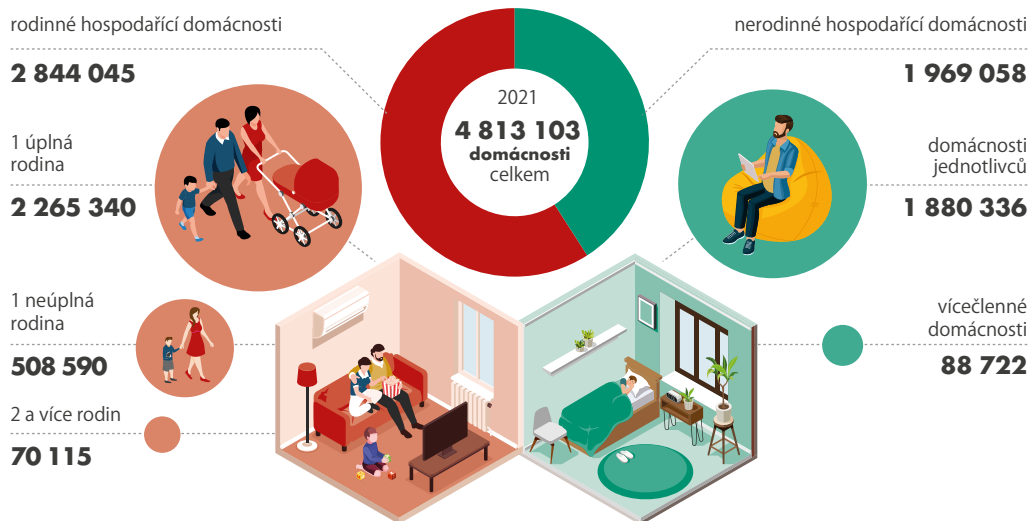 rodinné hospodařící domácnosti
2 844 045
1 úplná
rodina
2 265 340
1 neúplná
rodina
508 590
2 a více rodin
70 115
2021
4 813 103
domácnosti
celkem
nerodinné hospodařící domácnosti
1 969 058
domácnosti
jednotlivců
1 880 336
vícečlenné
domácnosti
88 722